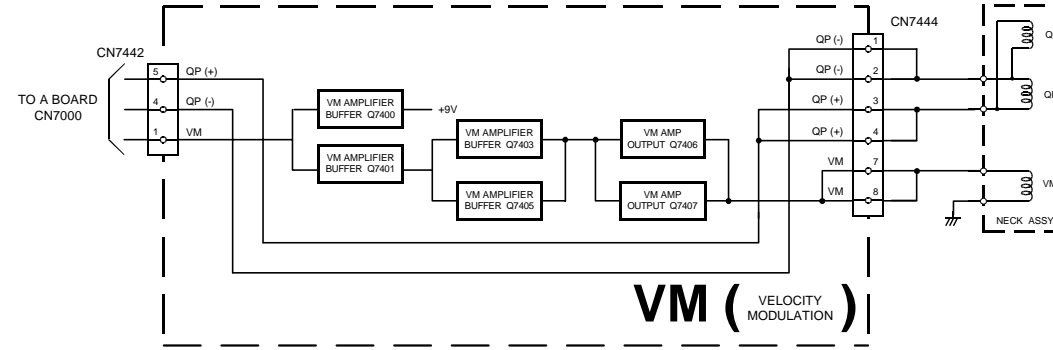 CN7442
TO A BOARD
CN7000
5
QP (+)
4
QP (-)
1
VM
VM AMPLIFIER
BUFFER Q7400
+9V
VM AMPLIFIER
BUFFER Q7401
VM AMPLIFIER
BUFFER Q7403
VM AMPLIFIER
BUFFER Q7405
VM AMP
OUTPUT Q7406
VM AMP
OUTPUT Q7407
CN7444
QP (-)
1
QP (-)
2
QP (+)
3
QP (+)
4
VM
7
VM
8
NECK ASSY
VM (
VELOCITY
MODULATION
)